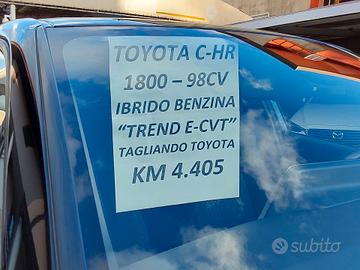 TOYOTA C-HR
1800 – 98CV
IBRIDO BENZINA
“TREND E-CVT”
TAGLIANDO TOYOTA
KM 4.405
subito